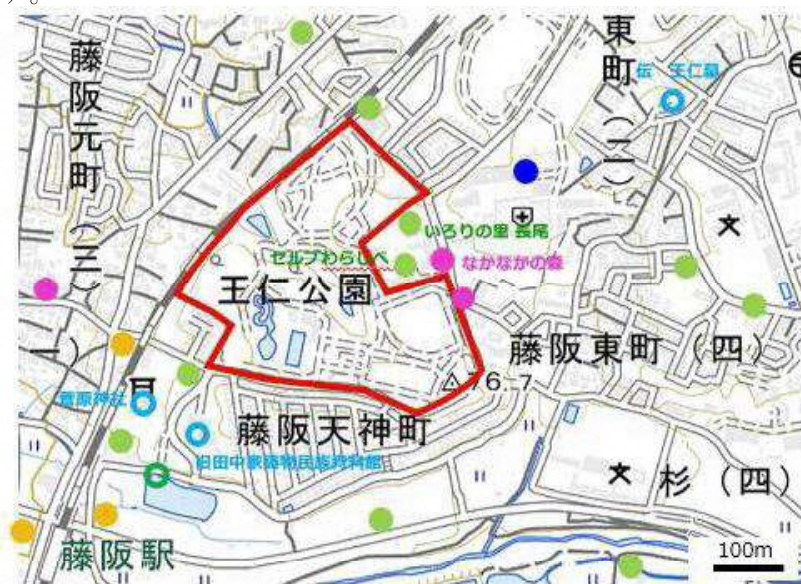 藤阪元町（三）
東町（二）
伝 王仁墓
いろりの里 長尾
セルプわらしべ
なかなかの森
王仁公園
藤阪東町（四）
76.7
菅原神社
藤阪天神町
旧田中家鋳物民俗資料館
杉（四）
藤阪駅
100m